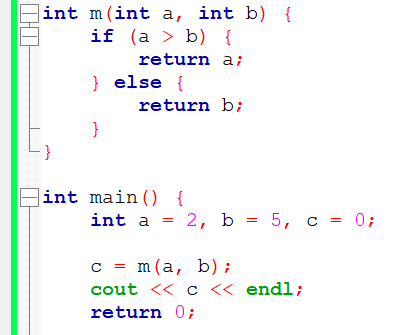 int m(int a, int b) {
    if (a > b) {
        return a;
    } else {
        return b;
    }
}
int main() {
    int a = 2, b = 5, c = 0;
    c = m(a, b);
    cout << c << endl;
    return 0;